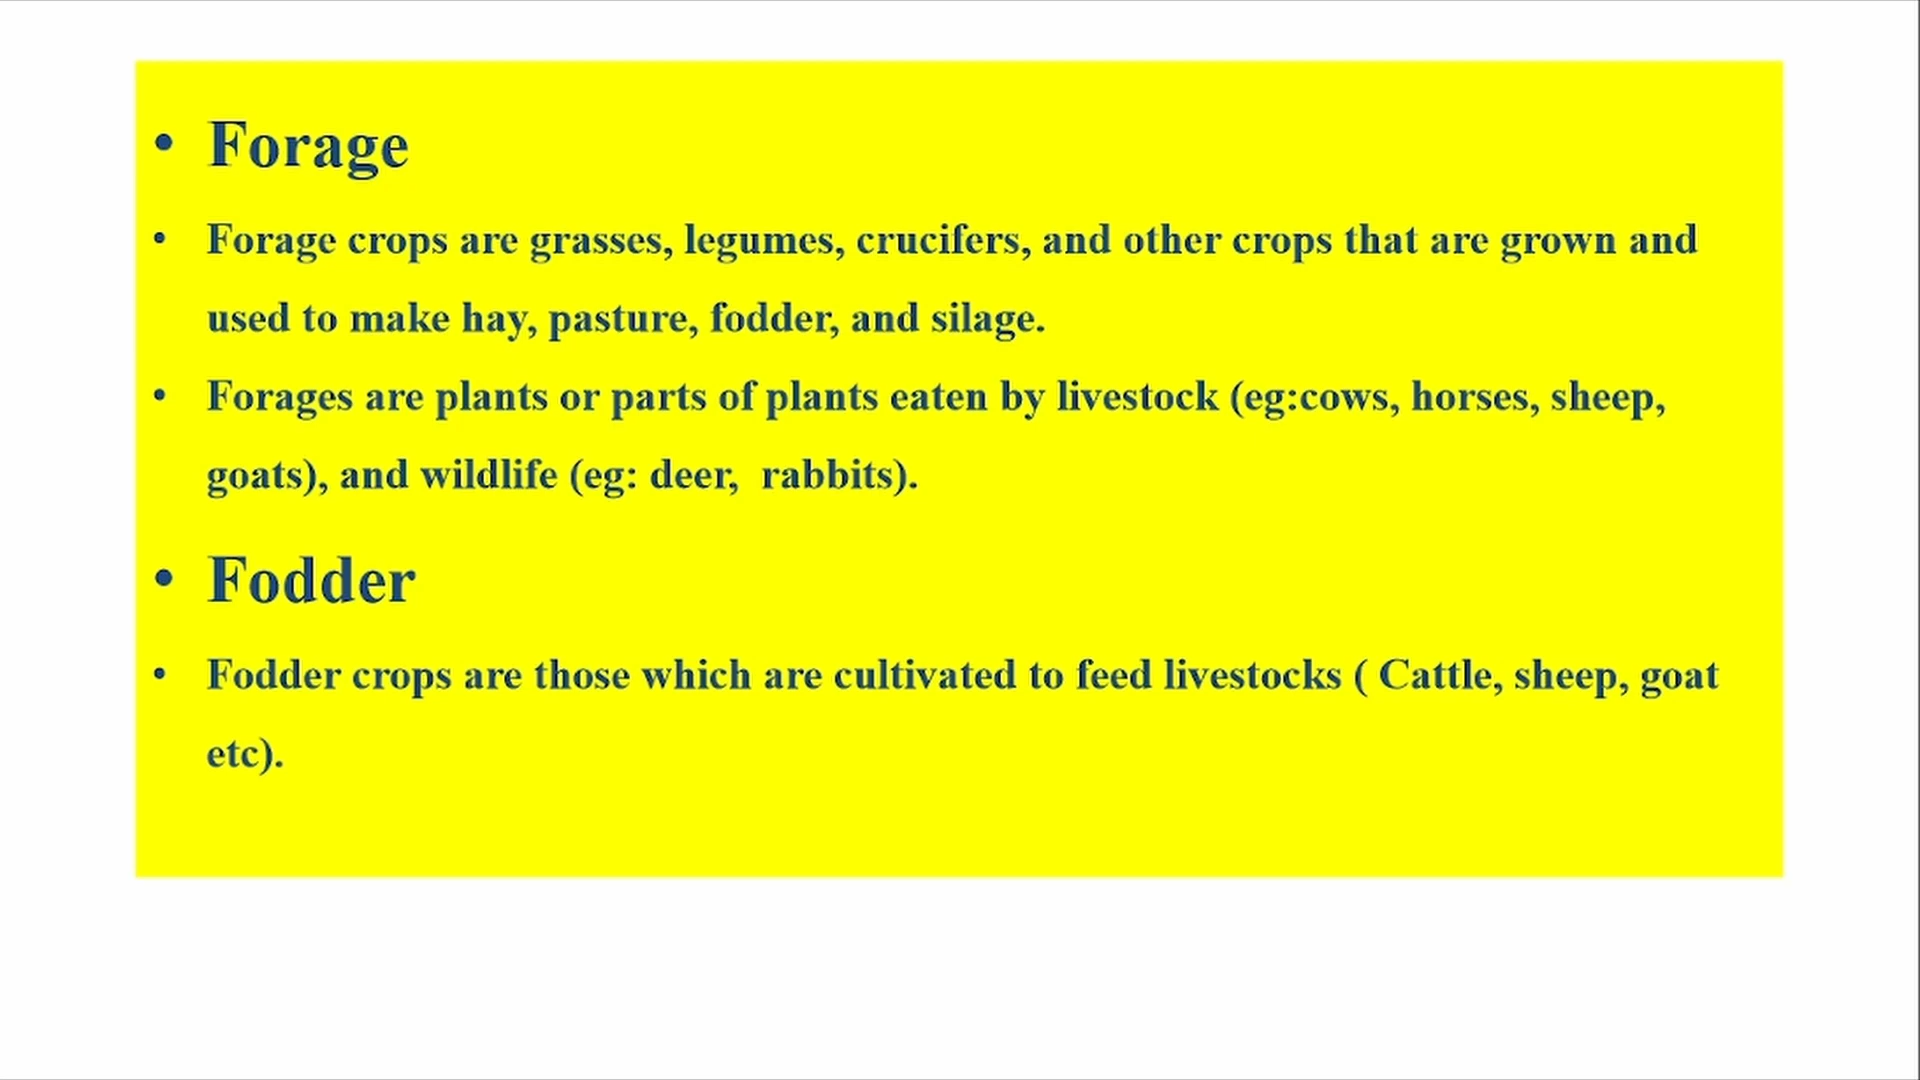 • Forage
• Forage crops are grasses, legumes, crucifers, and other crops that are grown and
used to make hay, pasture, fodder, and silage.
• Forages are plants or parts of plants eaten by livestock (eg:cows, horses, sheep,
goats), and wildlife (eg: deer,  rabbits).
• Fodder
• Fodder crops are those which are cultivated to feed livestocks ( Cattle, sheep, goat
etc).